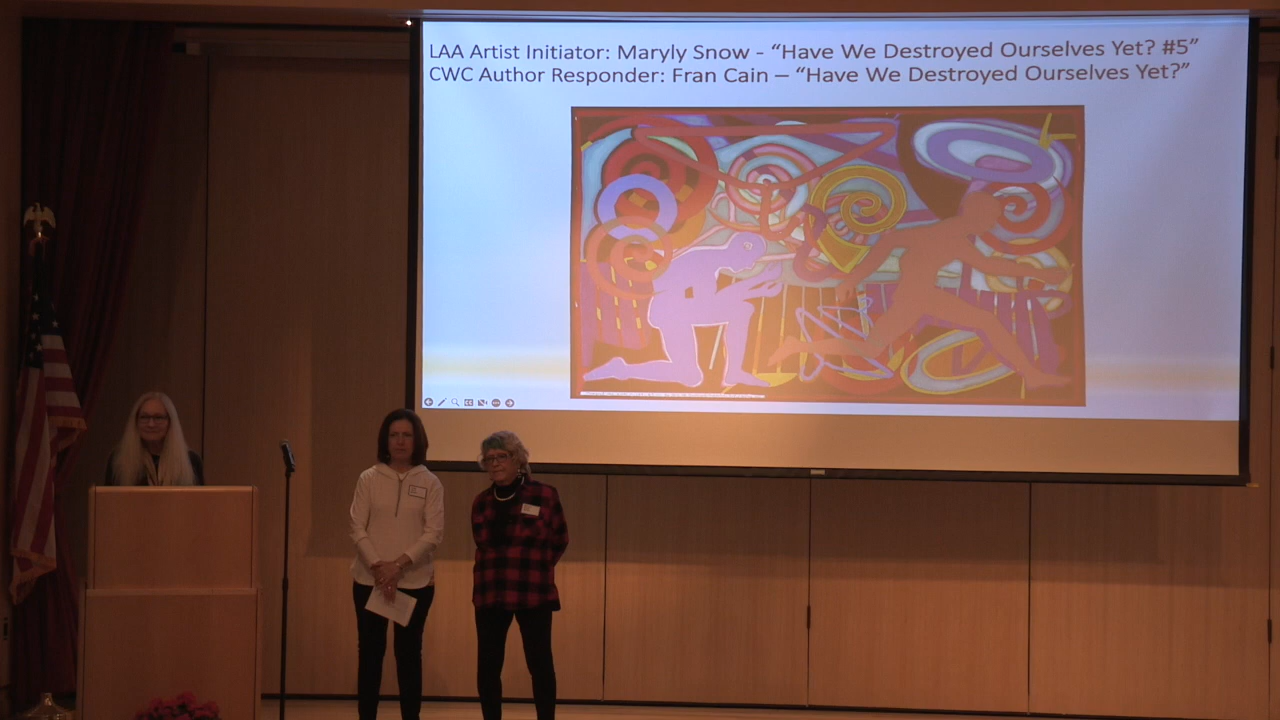 LAA Artist Initiator: Maryly Snow - “Have We Destroyed Ourselves Yet? #5”
CWC Author Responder: Fran Cain – “Have We Destroyed Ourselves Yet?”